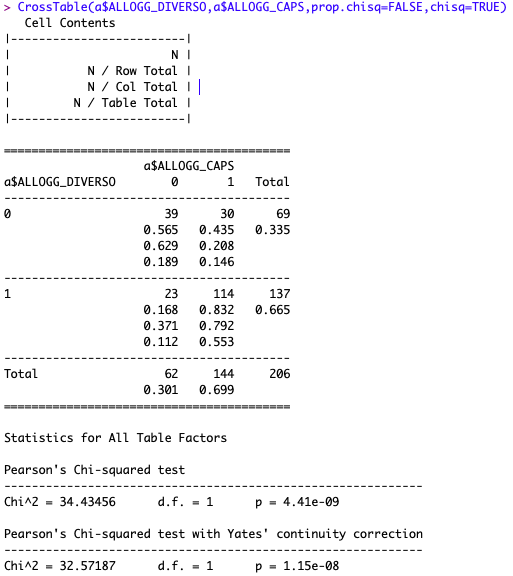 > CrossTable(a$ALLOGG_DIVERSO,a$ALLOGG_CAPS,prop.chisq=FALSE,chisq=TRUE)
   Cell Contents
|-------------------------|
|                       N |
|           N / Row Total |
|           N / Col Total |
|         N / Table Total |
|-------------------------|
=========================================
                    a$ALLOGG_CAPS
a$ALLOGG_DIVERSO        0       1   Total
-----------------------------------------
0                      39      30      69
                    0.565   0.435   0.335
                    0.629   0.208
                    0.189   0.146
-----------------------------------------
1                      23     114     137
                    0.168   0.832   0.665
                    0.371   0.792
                    0.112   0.553
-----------------------------------------
Total                  62     144     206
                    0.301   0.699
=========================================
Statistics for All Table Factors
Pearson's Chi-squared test
------------------------------------------------------------
Chi^2 = 34.43456      d.f. = 1      p = 4.41e-09
Pearson's Chi-squared test with Yates' continuity correction
------------------------------------------------------------
Chi^2 = 32.57187      d.f. = 1      p = 1.15e-08